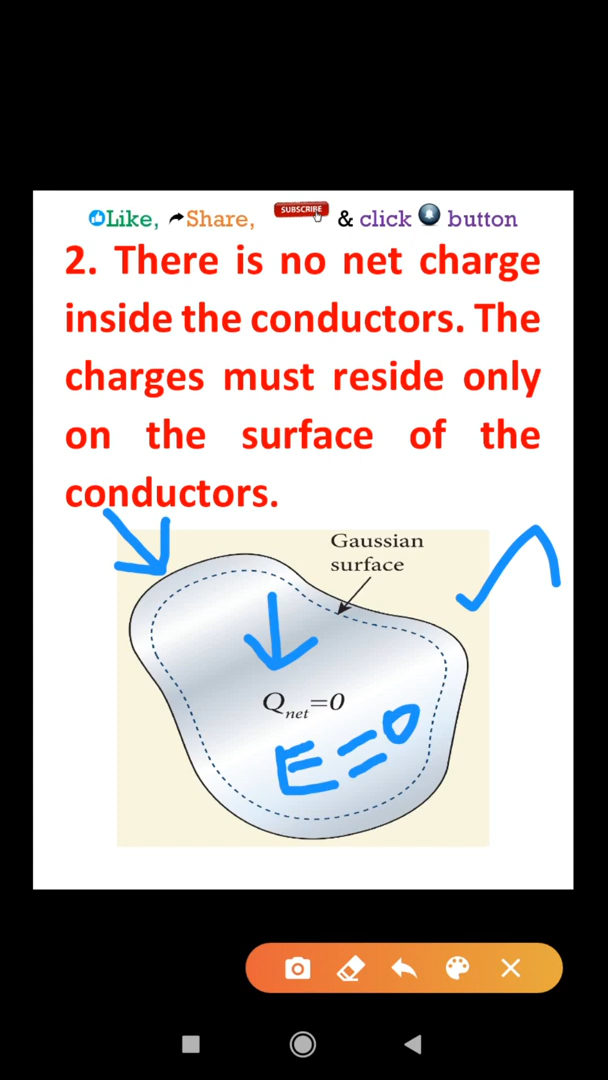 Like, Share, SUBSCRIBE & click button
2. There is no net charge
inside the conductors. The
charges must reside only
on the surface of the
conductors.
Gaussian
surface
Qnet=0
E=0